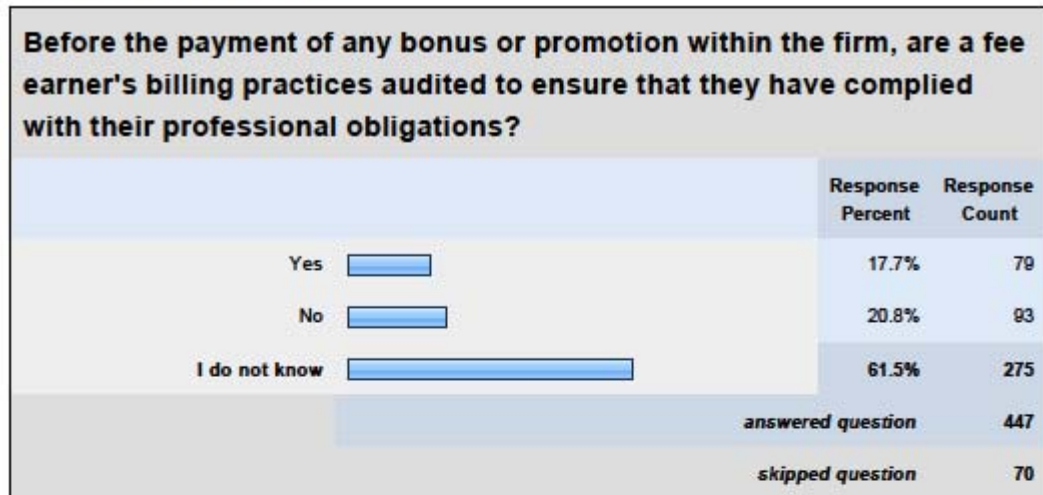 Before the payment of any bonus or promotion within the firm, are a fee
earner's billing practices audited to ensure that they have complied
with their professional obligations?
Response Percent Response Count
Yes 17.7% 79
No 20.8% 93
I do not know 61.5% 275
answered question 447
skipped question 70